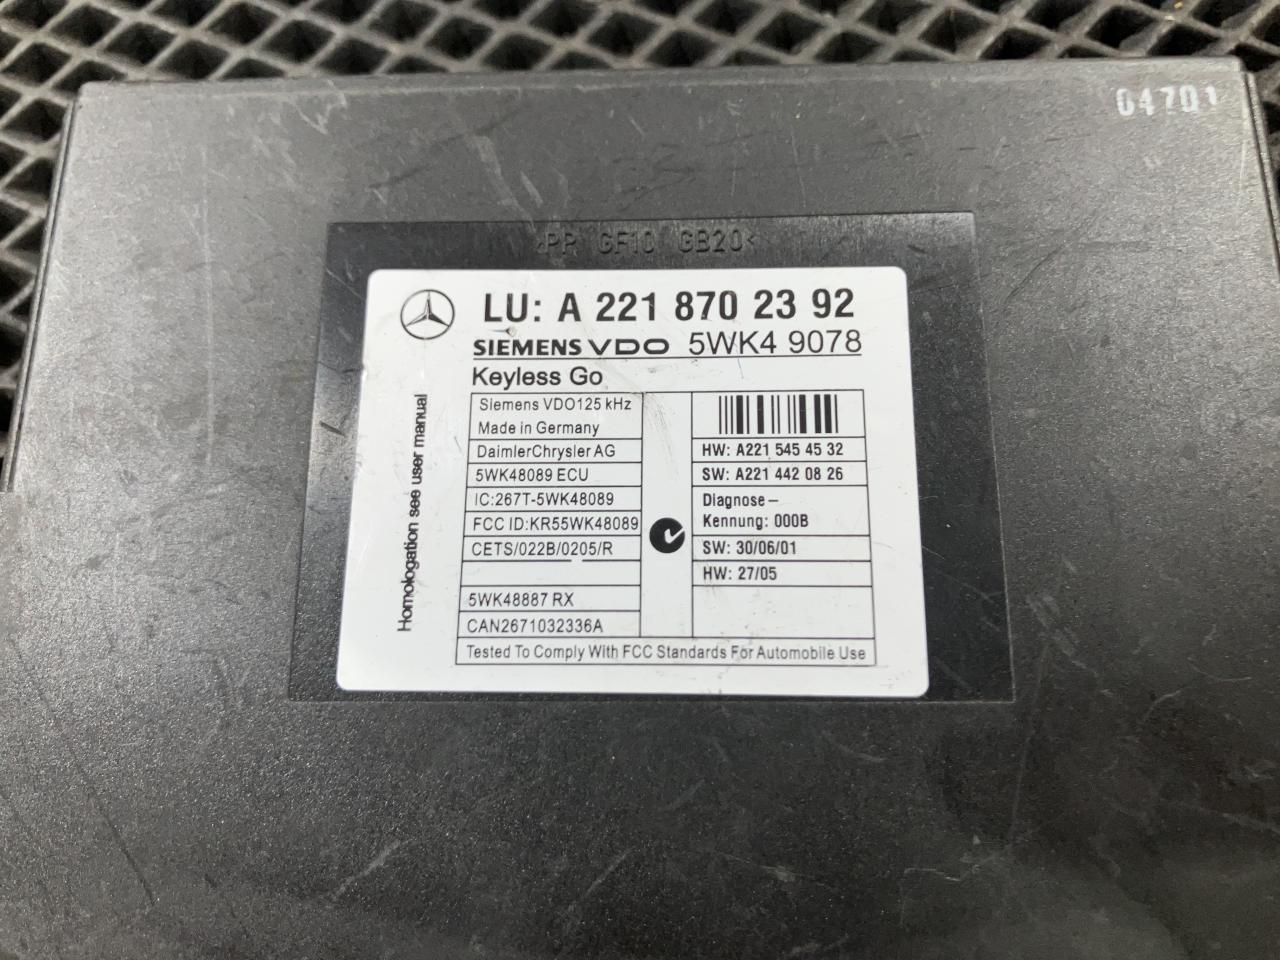 04701
>PP GF10 GB20<
LU: A 221 870 23 92
SIEMENS VDO 5WK4 9078
Keyless Go
Homologation see user manual
Siemens VDO125 kHz
Made in Germany
DaimlerChrysler AG
5WK48089 ECU
IC:267T-5WK48089
FCC ID:KR55WK48089
CETS/022B/0205/R
5WK48887 RX
CAN2671032336A
HW: A221 545 45 32
SW: A221 442 08 26
Diagnose –
Kennung: 000B
SW: 30/06/01
HW: 27/05
Tested To Comply With FCC Standards For Automobile Use